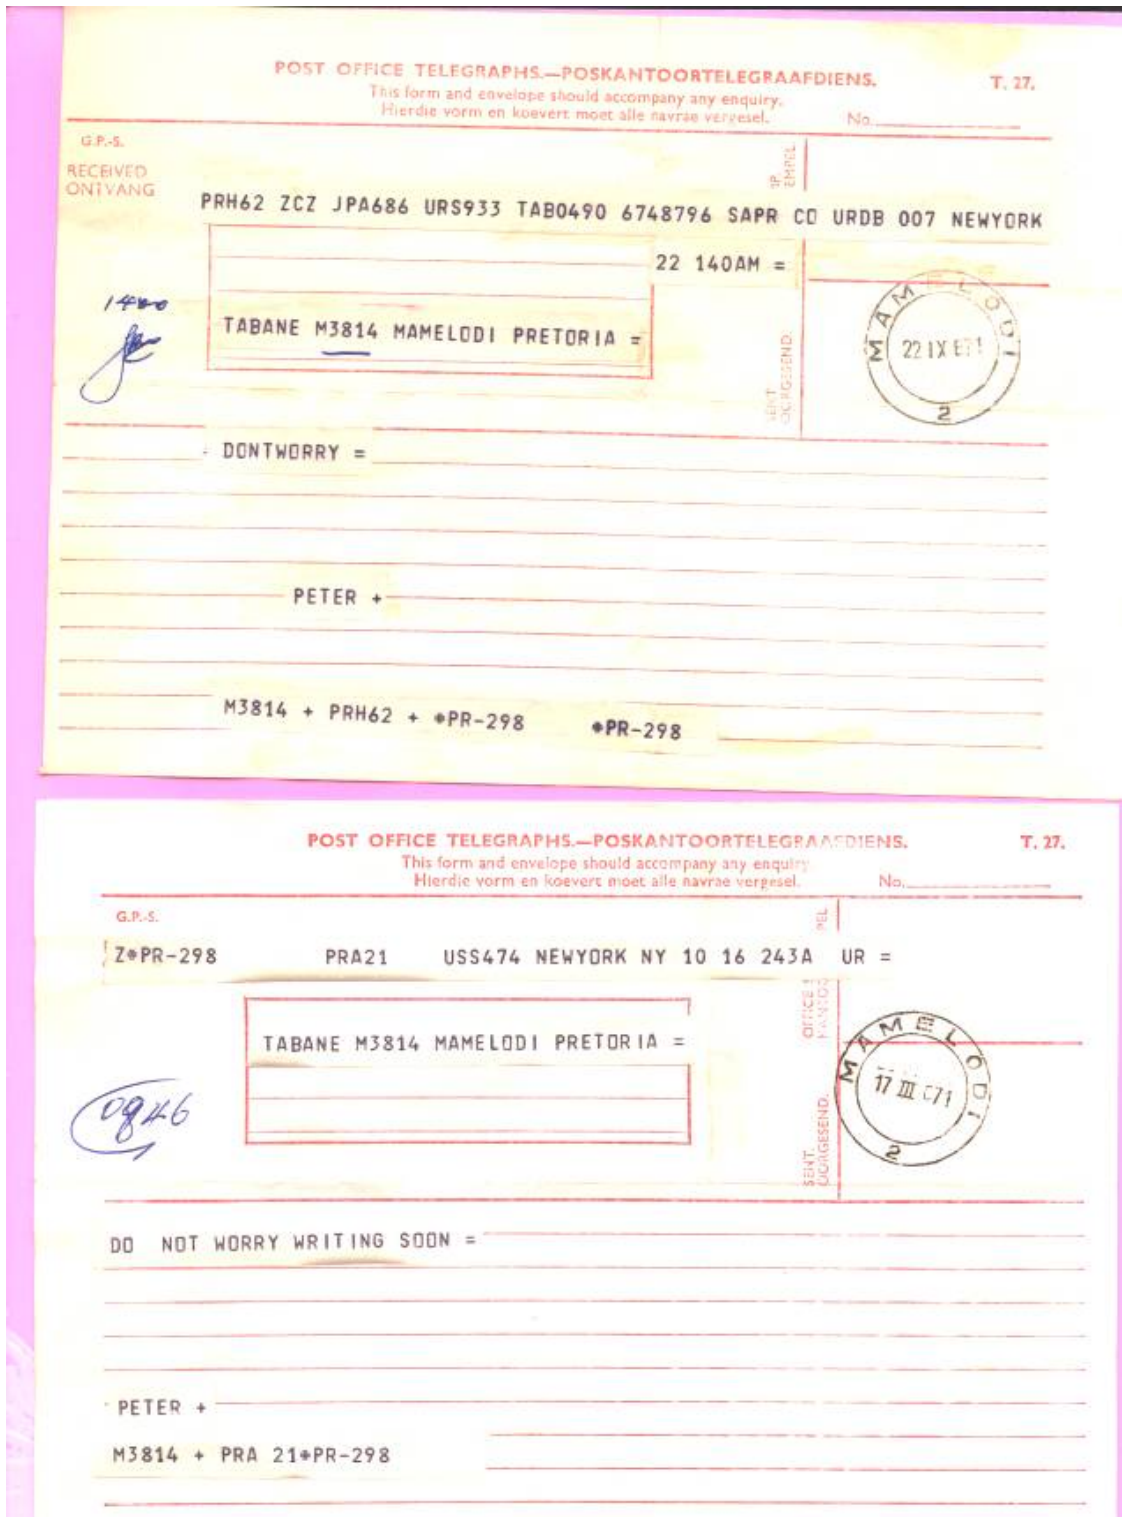 POST OFFICE TELEGRAPHS.—POSKANTOORTELEGRAAFDIENS. T. 27.
This form and envelope should accompany any enquiry.
Hierdie vorm en koevert moet alle navrae vergesel. No.
G.P.-S.
RECEIVED
ONTVANG
PRH62 ZCZ JPA686 URS933 TAB0490 6748796 SAPR CO URDB 007 NEWYORK
22 140AM =
1400
TABANE M3814 MAMELODI PRETORIA =
SENT.
OORGESEND.
MAMELODI
22 IX
2
DONTWORRY =
PETER +
M3814 + PRH62 + *PR-298 *PR-298
POST OFFICE TELEGRAPHS.—POSKANTOORTELEGRAAFDIENS. T. 27.
This form and envelope should accompany any enquiry
Hierdie vorm en koevert moet alle navrae vergesel. No.
G.P.-S.
Z*PR-298 PRA21 USS474 NEWYORK NY 10 16 243A UR =
OFFICE
TABANE M3814 MAMELODI PRETORIA =
SENT.
OORGESEND.
MAMELODI
17 III
2
DO NOT WORRY WRITING SOON =
PETER +
M3814 + PRA 21*PR-298